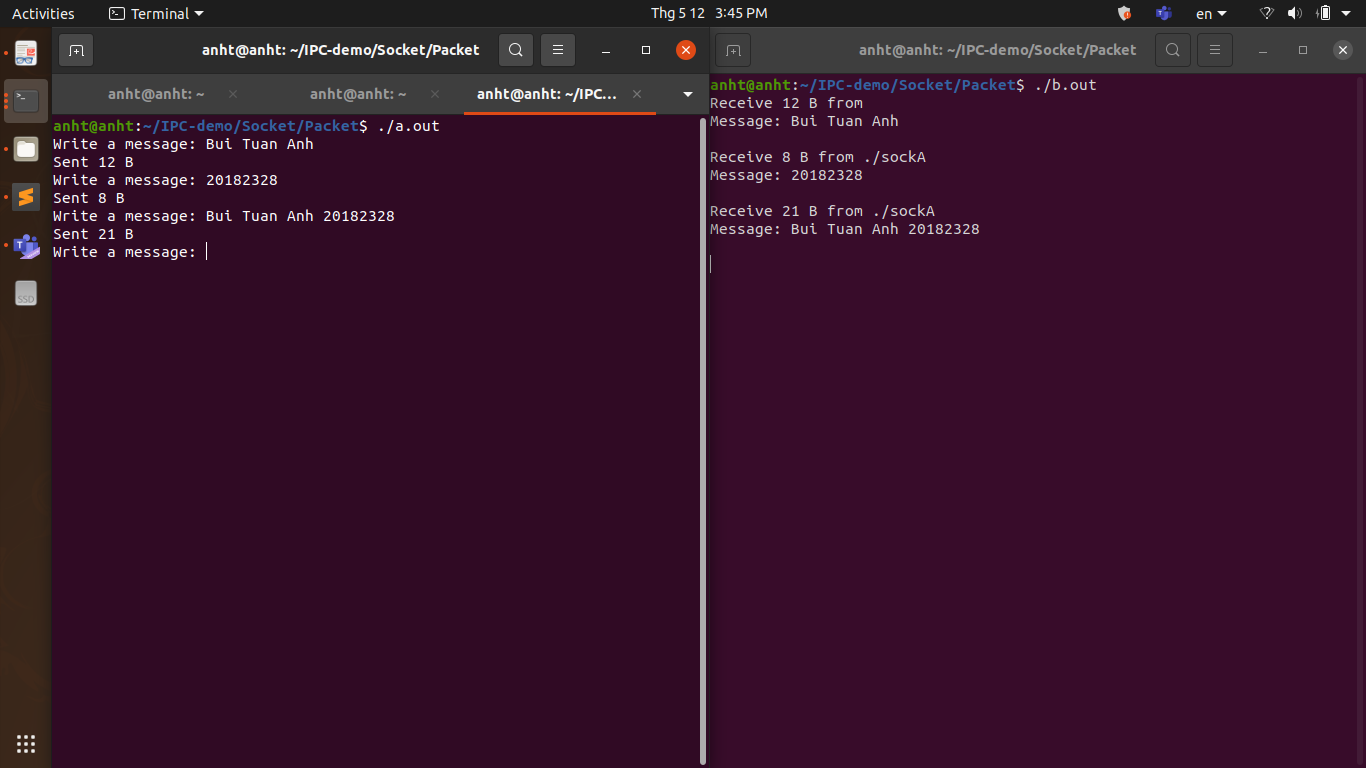 Activities Terminal Thg 5 12 3:45 PM en
anht@anht: ~/IPC-demo/Socket/Packet
anht@anht: ~ anht@anht: ~ anht@anht: ~/IPC...
anht@anht:~/IPC-demo/Socket/Packet$ ./a.out
Write a message: Bui Tuan Anh
Sent 12 B
Write a message: 20182328
Sent 8 B
Write a message: Bui Tuan Anh 20182328
Sent 21 B
Write a message:
SSD
anht@anht: ~/IPC-demo/Socket/Packet
anht@anht:~/IPC-demo/Socket/Packet$ ./b.out
Receive 12 B from
Message: Bui Tuan Anh
Receive 8 B from ./sockA
Message: 20182328
Receive 21 B from ./sockA
Message: Bui Tuan Anh 20182328